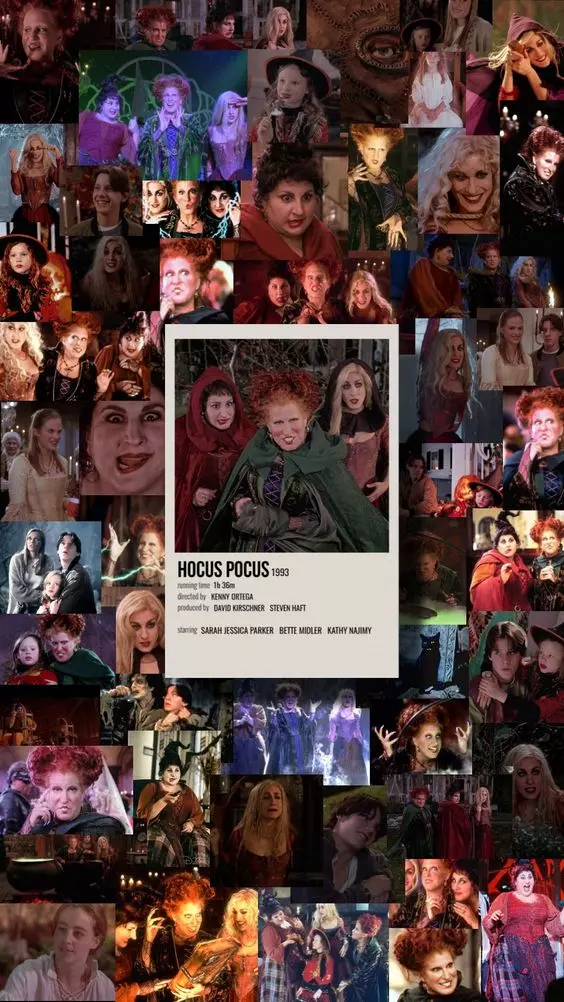 HOCUS POCUS 1993
running time 1h 36m
directed by KENNY ORTEGA
produced by DAVID KIRSCHNER STEVEN HAFT
starring SARAH JESSICA PARKER BETTE MIDLER KATHY NAJIMY